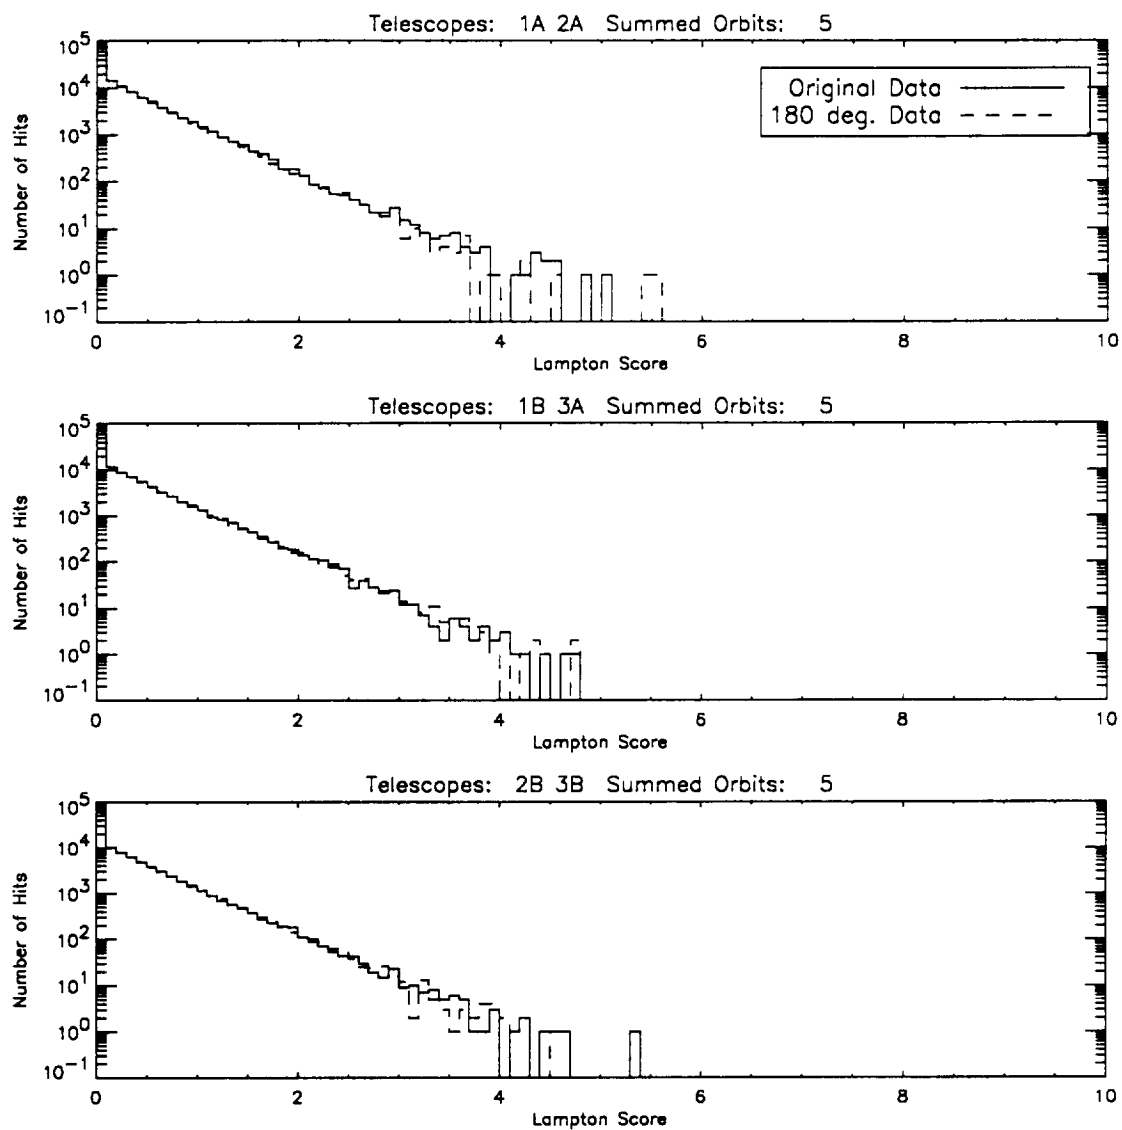 Telescopes: 1A 2A Summed Orbits: 5
10^5
10^4
10^3
10^2
10^1
10^0
10^-1
Number of Hits
Original Data
180 deg. Data
0 2 4 6 8 10
Lampton Score
Telescopes: 1B 3A Summed Orbits: 5
10^5
10^4
10^3
10^2
10^1
10^0
10^-1
Number of Hits
0 2 4 6 8 10
Lampton Score
Telescopes: 2B 3B Summed Orbits: 5
10^5
10^4
10^3
10^2
10^1
10^0
10^-1
Number of Hits
0 2 4 6 8 10
Lampton Score